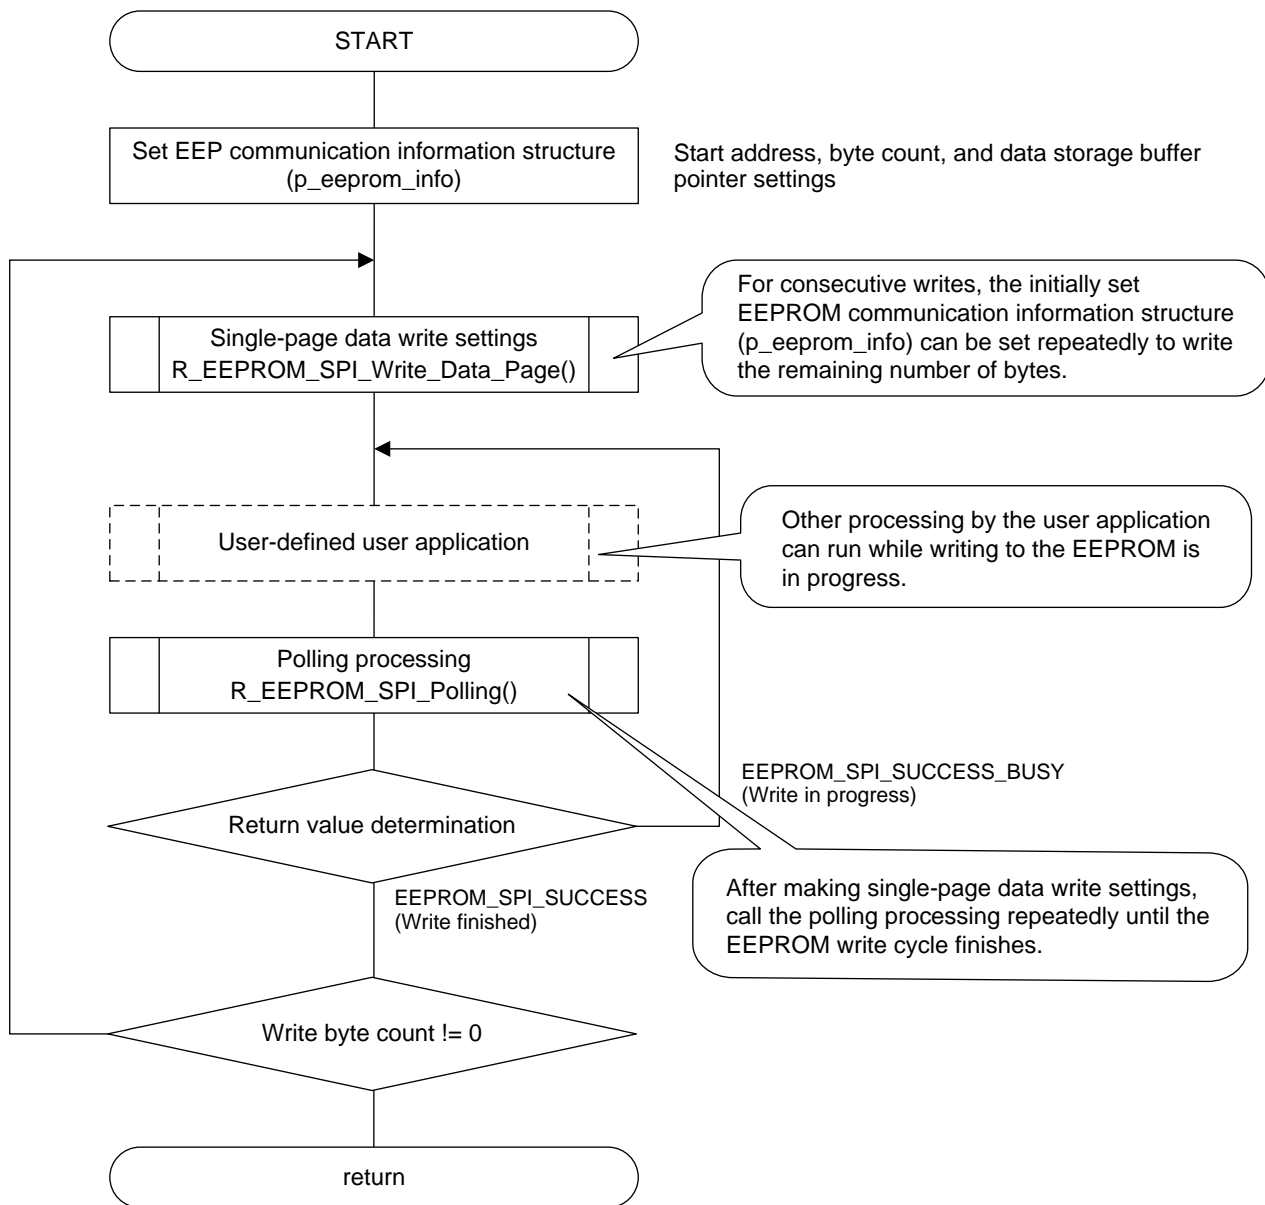 START
Set EEP communication information structure
(p_eeprom_info)
Start address, byte count, and data storage buffer
pointer settings
For consecutive writes, the initially set
EEPROM communication information structure
(p_eeprom_info) can be set repeatedly to write
the remaining number of bytes.
Single-page data write settings
R_EEPROM_SPI_Write_Data_Page()
Other processing by the user application
can run while writing to the EEPROM is
in progress.
User-defined user application
Polling processing
R_EEPROM_SPI_Polling()
EEPROM_SPI_SUCCESS_BUSY
(Write in progress)
Return value determination
After making single-page data write settings,
call the polling processing repeatedly until the
EEPROM write cycle finishes.
EEPROM_SPI_SUCCESS
(Write finished)
Write byte count != 0
return